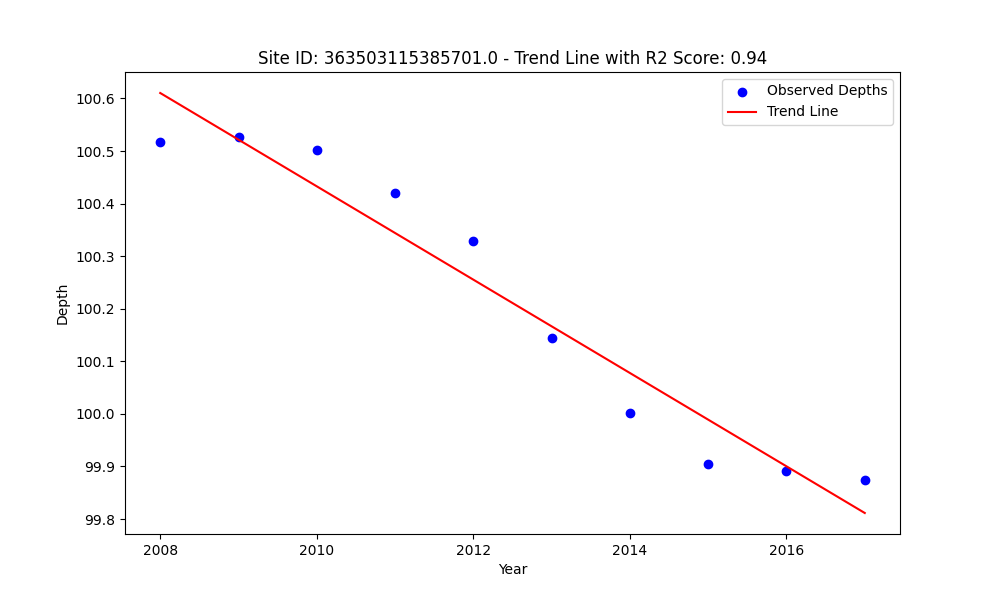 Site ID: 363503115385701.0 - Trend Line with R2 Score: 0.94
Observed Depths
Trend Line
100.6
100.5
100.4
100.3
100.2
100.1
100.0
99.9
99.8
Depth
2008
2010
2012
2014
2016
Year